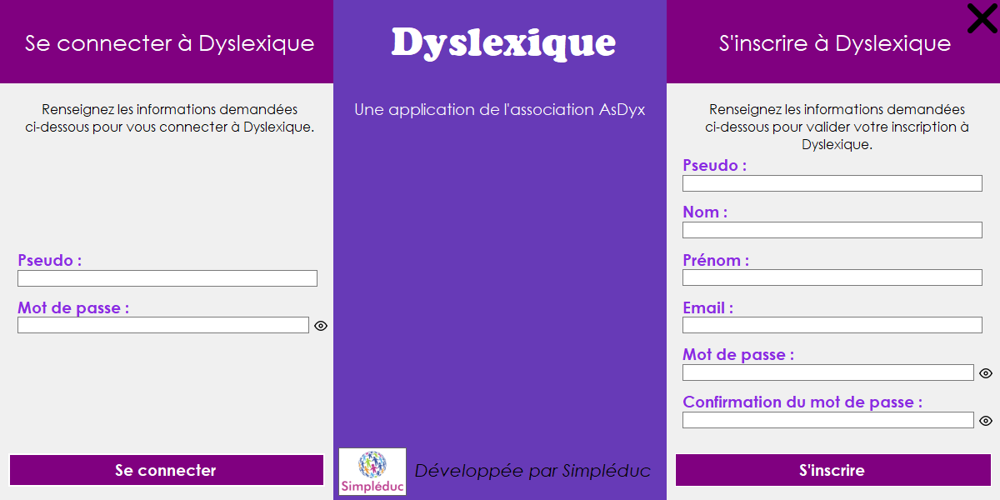 Se connecter à Dyslexique
Renseignez les informations demandées
ci-dessous pour vous connecter à Dyslexique.
Pseudo :
Mot de passe :
Se connecter
Dyslexique
Une application de l'association AsDyx
Simpléduc
Développée par Simpléduc
S'inscrire à Dyslexique
Renseignez les informations demandées
ci-dessous pour valider votre inscription à
Dyslexique.
Pseudo :
Nom :
Prénom :
Email :
Mot de passe :
Confirmation du mot de passe :
S'inscrire